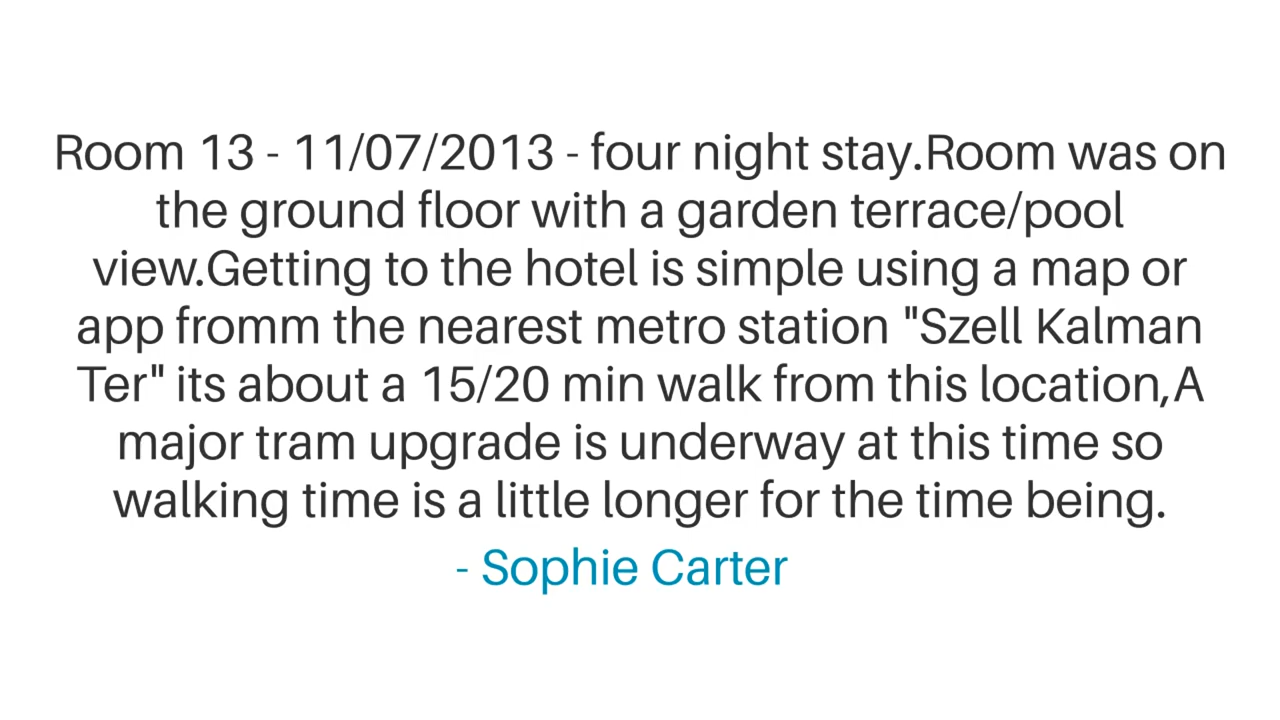 Room 13 - 11/07/2013 - four night stay.Room was on
the ground floor with a garden terrace/pool
view.Getting to the hotel is simple using a map or
app fromm the nearest metro station "Szell Kalman
Ter" its about a 15/20 min walk from this location,A
major tram upgrade is underway at this time so
walking time is a little longer for the time being.
- Sophie Carter